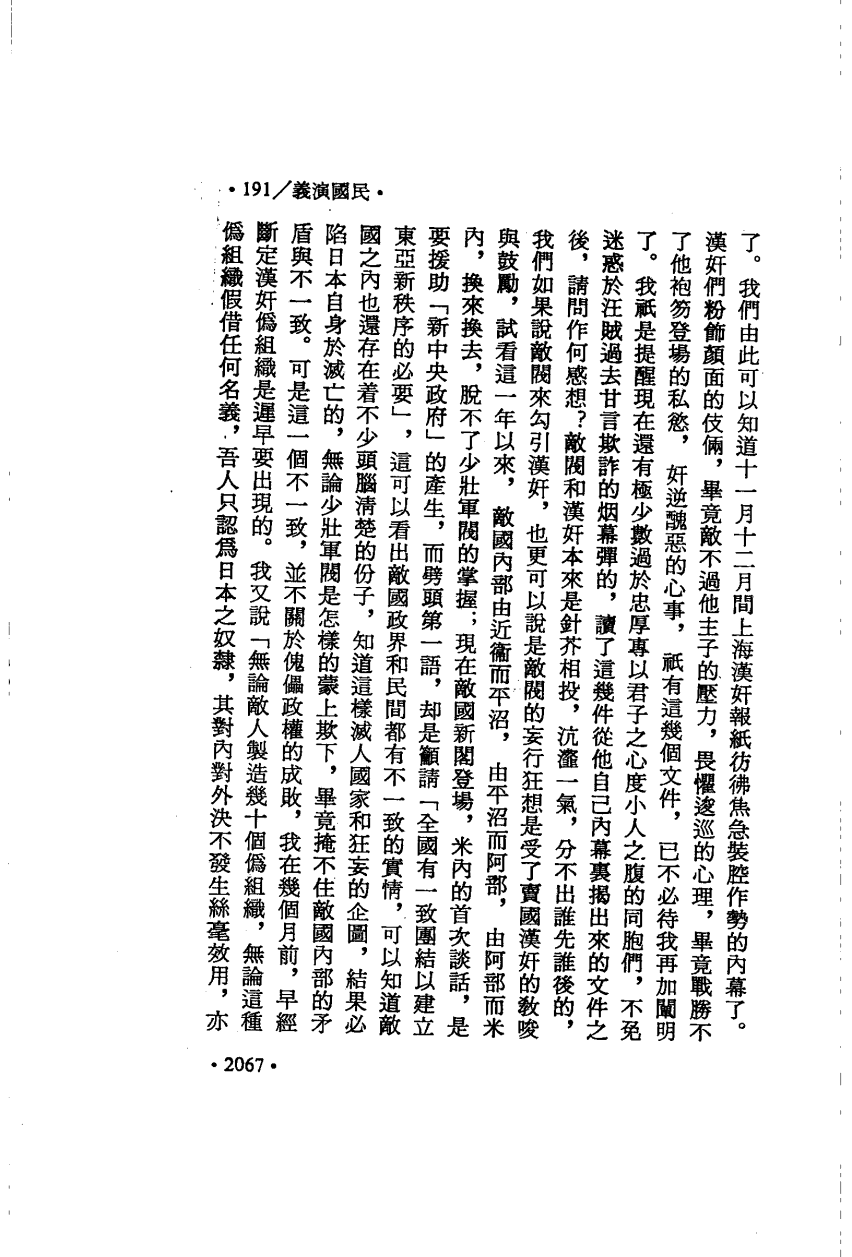 ·191/義演國民·
了。我們由此可以知道十一月十二月間上海漢奸報紙彷彿焦急裝腔作勢的內幕了。
漢奸們粉飾顏面的伎倆，畢竟敵不過他主子的壓力，畏懼逡巡的心理，畢竟戰勝不
了他袍笏登場的私慾，奸逆醜惡的心事，祇有這幾個文件，已不必待我再加闡明
了。我祇是提醒現在還有極少數過於忠厚專以君子之心度小人之腹的同胞們，不免
迷惑於汪賊過去甘言欺詐的烟幕彈的，讀了這幾件從他自己內幕裏揭出來的文件之
後，請問作何感想？敵閥和漢奸本來是針芥相投，沆瀣一氣，分不出誰先誰後的，
我們如果說敵閥來勾引漢奸，也更可以說是敵閥的妄行狂想是受了賣國漢奸的教唆
與鼓勵，試看這一年以來，敵國內部由近衞而平沼，由平沼而阿部，由阿部而米
內，換來換去，脫不了少壯軍閥的掌握；現在敵國新閣登場，米內的首次談話，是
要援助「新中央政府」的產生，而劈頭第一語，却是籲請「全國有一致團結以建立
東亞新秩序的必要」，這可以看出敵國政界和民間都有不一致的實情，可以知道敵
國之內也還存在着不少頭腦清楚的份子，知道這樣滅人國家和狂妄的企圖，結果必
陷日本自身於滅亡的，無論少壯軍閥是怎樣的蒙上欺下，畢竟掩不住敵國內部的矛
盾與不一致。可是這一個不一致，並不關於傀儡政權的成敗，我在幾個月前，早經
斷定漢奸僞組織是遲早要出現的。我又說「無論敵人製造幾十個僞組織，無論這種
僞組織假借任何名義，吾人只認爲日本之奴隸，其對內對外決不發生絲毫效用，亦
·2067·